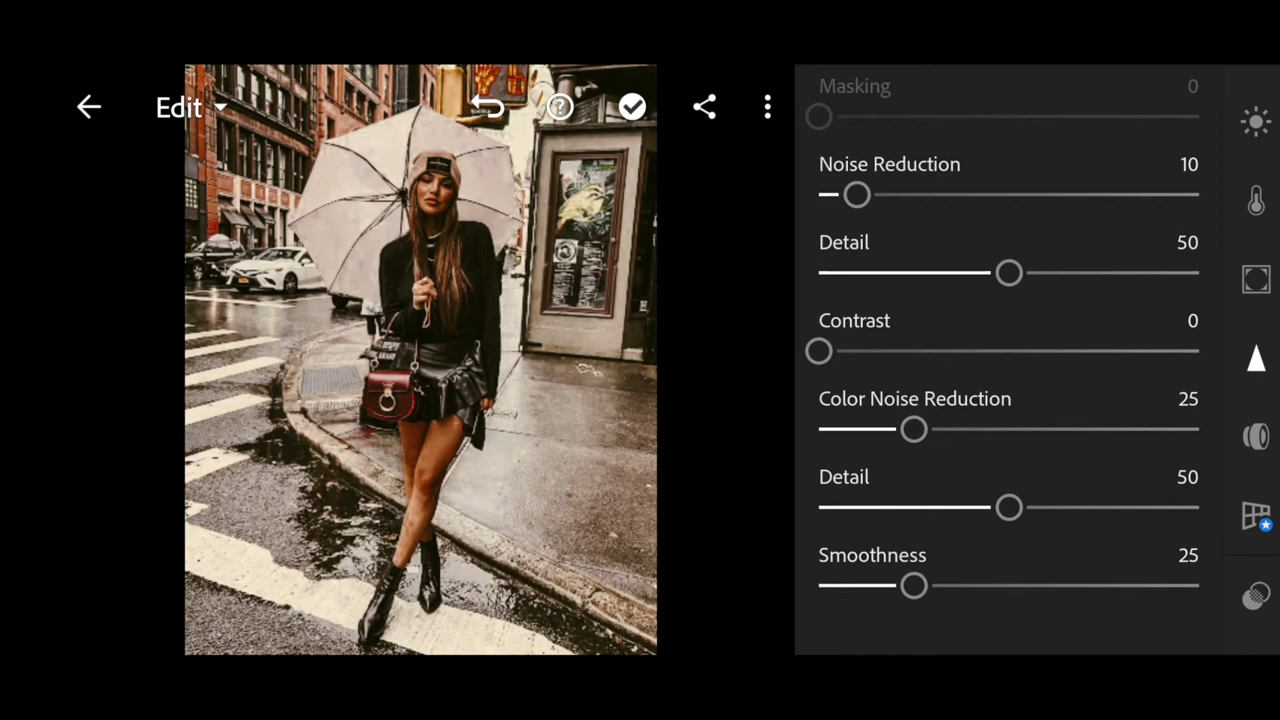 Edit
Masking 0
Noise Reduction 10
Detail 50
Contrast 0
Color Noise Reduction 25
Detail 50
Smoothness 25